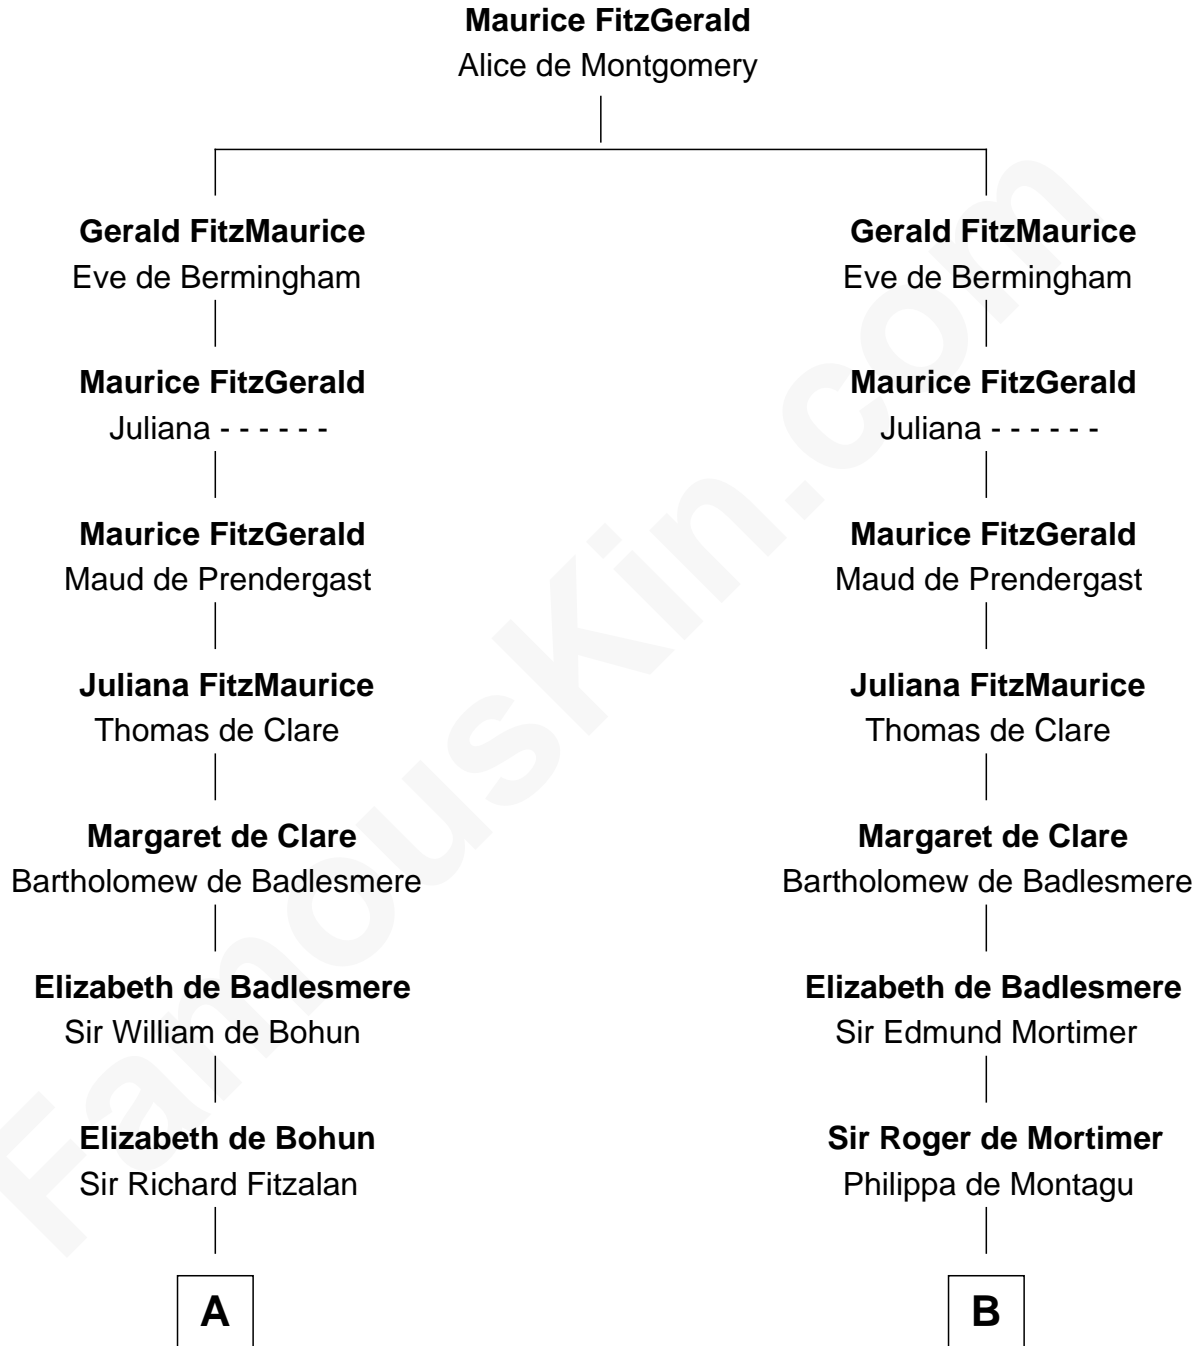 Maurice FitzGerald
Alice de Montgomery
Gerald FitzMaurice
Eve de Bermingham
Maurice FitzGerald
Juliana - - - - - -
Maurice FitzGerald
Maud de Prendergast
Juliana FitzMaurice
Thomas de Clare
Margaret de Clare
Bartholomew de Badlesmere
Elizabeth de Badlesmere
Sir William de Bohun
Elizabeth de Bohun
Sir Richard Fitzalan
A
Gerald FitzMaurice
Eve de Bermingham
Maurice FitzGerald
Juliana - - - - - -
Maurice FitzGerald
Maud de Prendergast
Juliana FitzMaurice
Thomas de Clare
Margaret de Clare
Bartholomew de Badlesmere
Elizabeth de Badlesmere
Sir Edmund Mortimer
Sir Roger de Mortimer
Philippa de Montagu
B
FamousKin.com